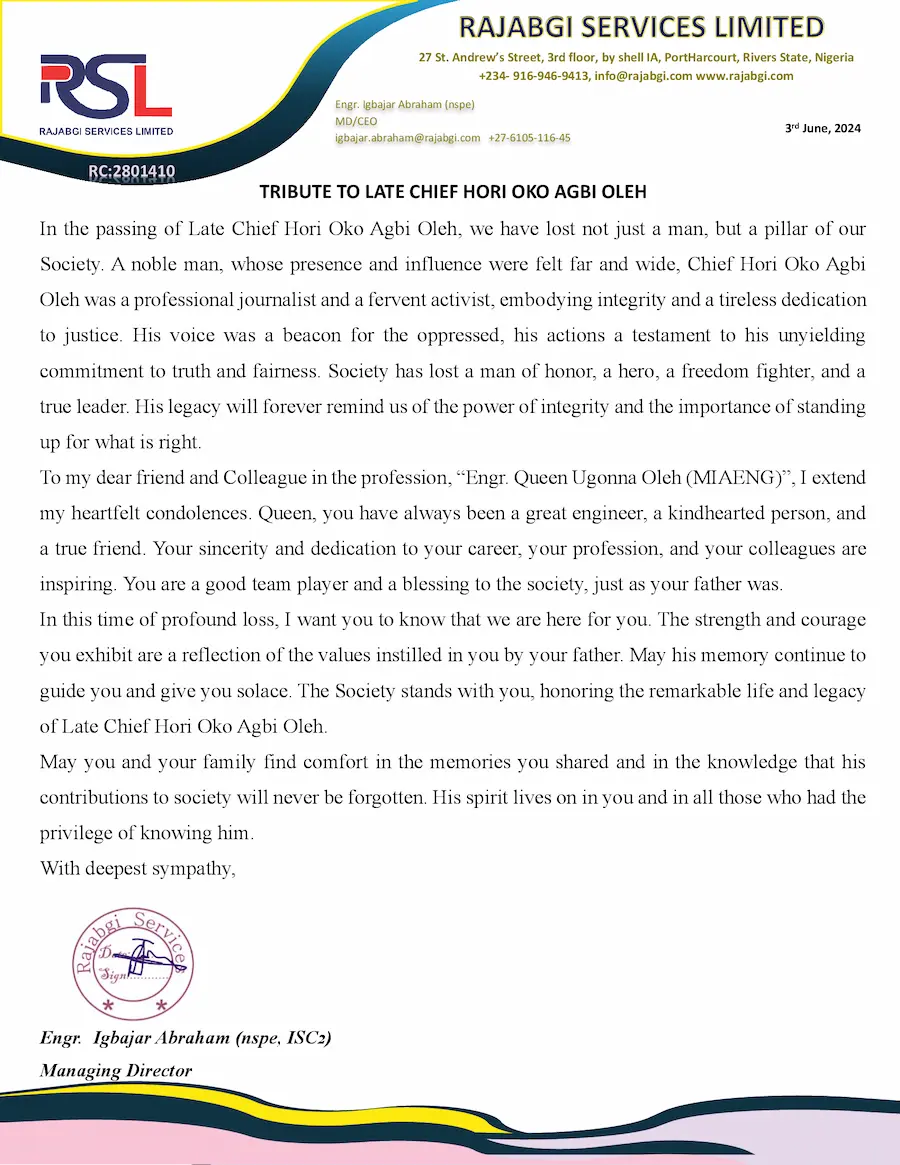 RAJABGI SERVICES LIMITED
27 St. Andrew's Street, 3rd floor, by shell IA, PortHarcourt, Rivers State, Nigeria
+234- 916-946-9413, info@rajabgi.com www.rajabgi.com
RSL
RAJABGI SERVICES LIMITED
RC:2801410
Engr. Igbajar Abraham (nspe)
MD/CEO
igbajar.abraham@rajabgi.com +27-6105-116-45
3rd June, 2024
TRIBUTE TO LATE CHIEF HORI OKO AGBI OLEH
In the passing of Late Chief Hori Oko Agbi Oleh, we have lost not just a man, but a pillar of our
Society. A noble man, whose presence and influence were felt far and wide, Chief Hori Oko Agbi
Oleh was a professional journalist and a fervent activist, embodying integrity and a tireless dedication
to justice. His voice was a beacon for the oppressed, his actions a testament to his unyielding
commitment to truth and fairness. Society has lost a man of honor, a hero, a freedom fighter, and a
true leader. His legacy will forever remind us of the power of integrity and the importance of standing
up for what is right.
To my dear friend and Colleague in the profession, “Engr. Queen Ugonna Oleh (MIAENG)”, I extend
my heartfelt condolences. Queen, you have always been a great engineer, a kindhearted person, and
a true friend. Your sincerity and dedication to your career, your profession, and your colleagues are
inspiring. You are a good team player and a blessing to the society, just as your father was.
In this time of profound loss, I want you to know that we are here for you. The strength and courage
you exhibit are a reflection of the values instilled in you by your father. May his memory continue to
guide you and give you solace. The Society stands with you, honoring the remarkable life and legacy
of Late Chief Hori Oko Agbi Oleh.
May you and your family find comfort in the memories you shared and in the knowledge that his
contributions to society will never be forgotten. His spirit lives on in you and in all those who had the
privilege of knowing him.
With deepest sympathy,
Rajabgi Services
Sign
Engr. Igbajar Abraham (nspe, ISC2)
Managing Director